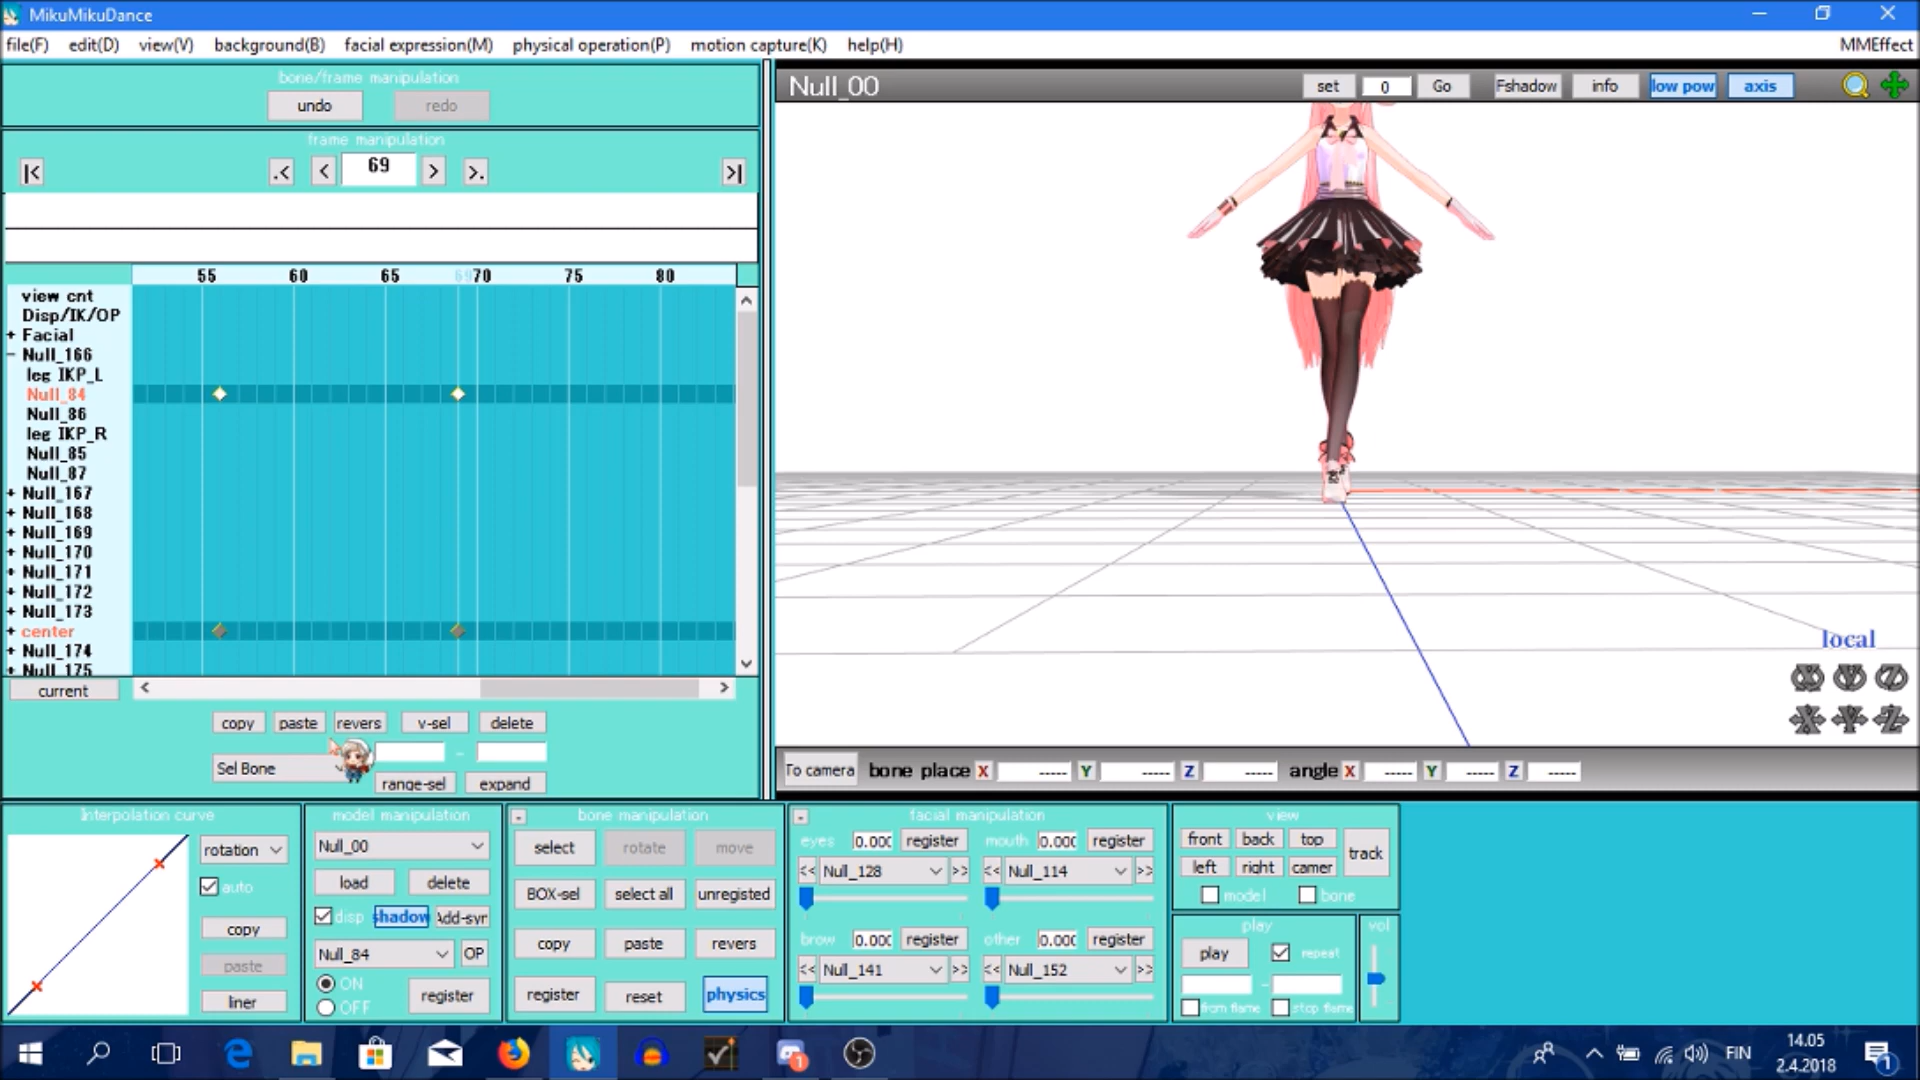 MikuMikuDance
file(F) edit(D) view(V) background(B) facial expression(M) physical operation(P) motion capture(K) help(H) MMEffect
bone/frame manipulation
undo redo
frame manipulation
|< .< < 69 > >. >|
55 60 65 69 70 75 80
view cnt
Disp/IK/OP
+ Facial
- Null_166
leg IKP_L
Null_84
Null_86
leg IKP_R
Null_85
Null_87
+ Null_167
+ Null_168
+ Null_169
+ Null_170
+ Null_171
+ Null_172
+ Null_173
+ center
+ Null_174
+ Null_175
current
copy paste revers v-sel delete
Sel Bone -
range-sel expand
Null_00 set 0 Go Fshadow info low pow axis
local
X Y Z
X Y Z
To camera bone place X ----- Y ----- Z ----- angle X ----- Y ----- Z -----
Interpolation curve
rotation
auto
copy
paste
liner
model manipulation
Null_00
load delete
disp shadow Add-syn
Null_84 OP
ON
OFF
register
- bone manipulation
select rotate move
BOX-sel select all unregisted
copy paste revers
register reset physics
- facial manipulation
eyes 0.000 register mouth 0.000 register
<< Null_128 >> << Null_114 >>
brow 0.000 register other 0.000 register
<< Null_141 >> << Null_152 >>
view
front back top
left right camer
track
model bone
play
play repeat
-
from flame stop flame
vol
FIN
14.05
2.4.2018
1
1